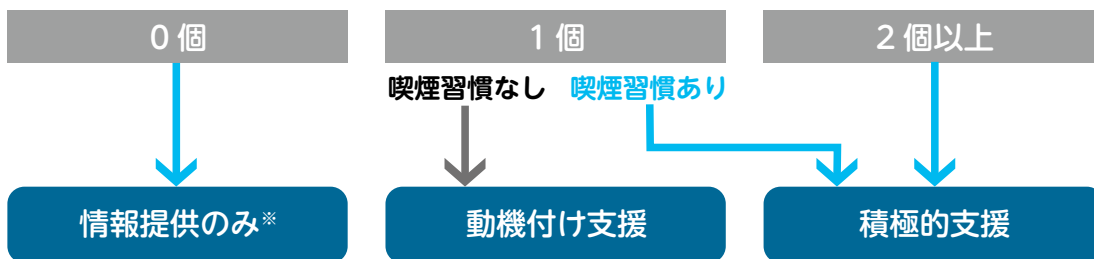 0個
1個
2個以上
喫煙習慣なし 喫煙習慣あり
情報提供のみ※
動機付け支援
積極的支援